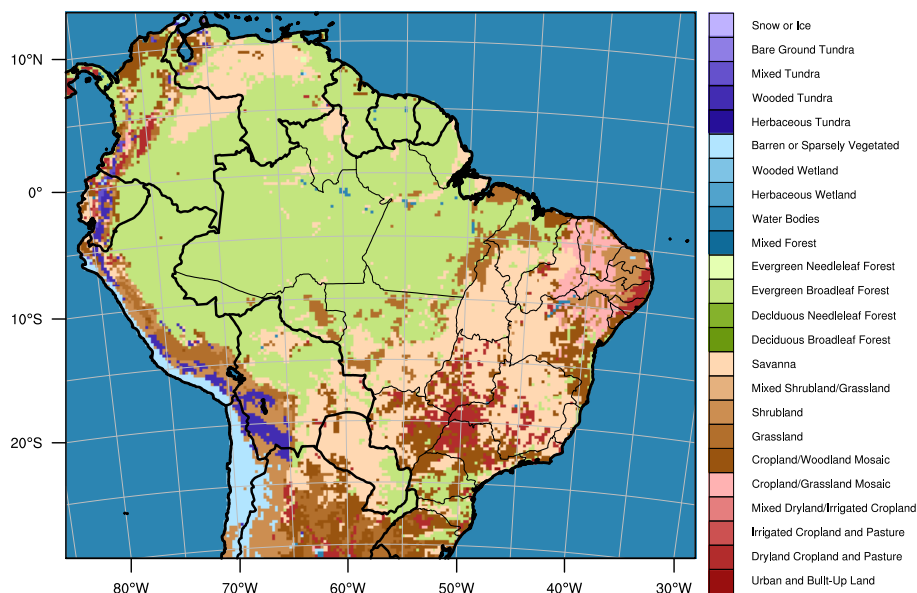 10°N
0°
10°S
20°S
80°W
70°W
60°W
50°W
40°W
30°W
Snow or Ice
Bare Ground Tundra
Mixed Tundra
Wooded Tundra
Herbaceous Tundra
Barren or Sparsely Vegetated
Wooded Wetland
Herbaceous Wetland
Water Bodies
Mixed Forest
Evergreen Needleleaf Forest
Evergreen Broadleaf Forest
Deciduous Needleleaf Forest
Deciduous Broadleaf Forest
Savanna
Mixed Shrubland/Grassland
Shrubland
Grassland
Cropland/Woodland Mosaic
Cropland/Grassland Mosaic
Mixed Dryland/Irrigated Cropland
Irrigated Cropland and Pasture
Dryland Cropland and Pasture
Urban and Built-Up Land